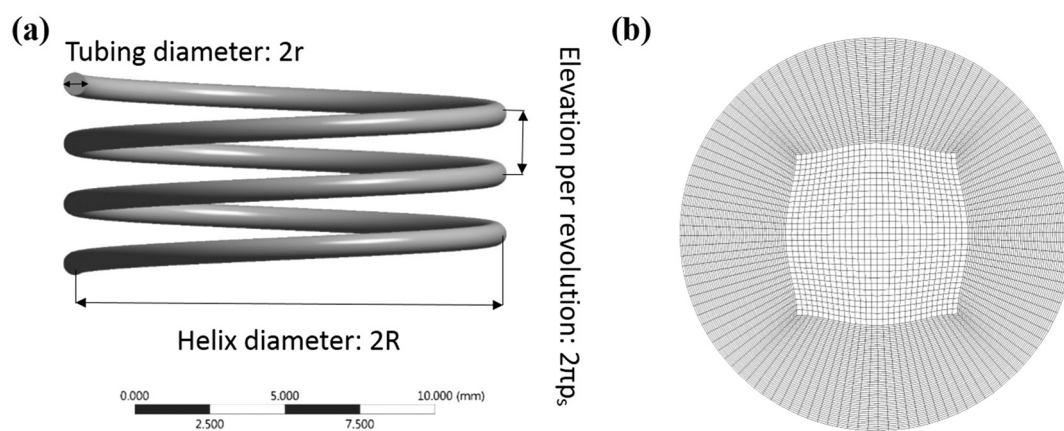 (a)
Tubing diameter: 2r
Elevation per revolution: 2πpₛ
Helix diameter: 2R
0.000 5.000 10.000 (mm)
2.500 7.500
(b)